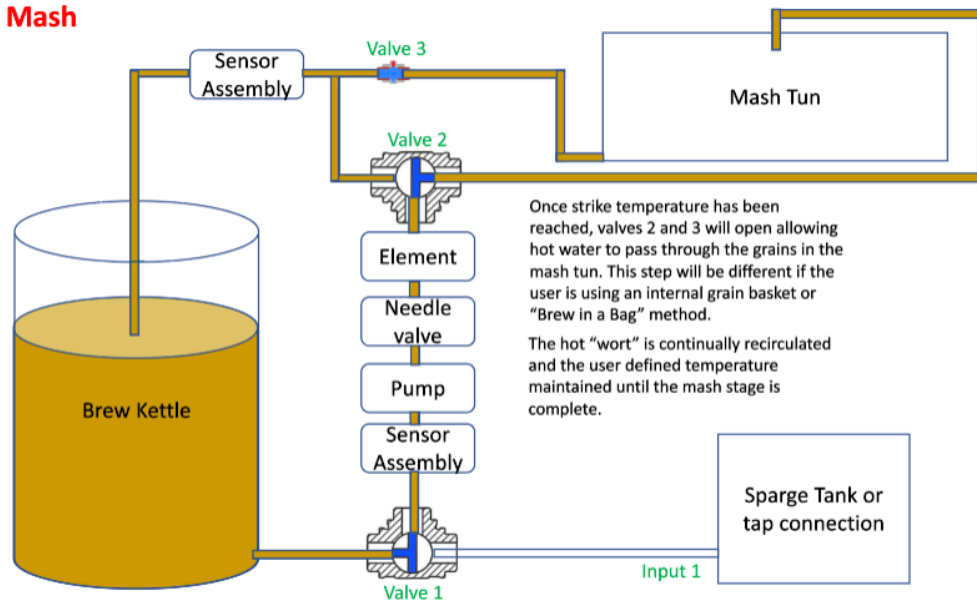 Mash
Valve 3
Sensor
Assembly
Mash Tun
Valve 2
Once strike temperature has been
reached, valves 2 and 3 will open allowing
hot water to pass through the grains in the
mash tun. This step will be different if the
user is using an internal grain basket or
“Brew in a Bag” method.
The hot “wort” is continually recirculated
and the user defined temperature
maintained until the mash stage is
complete.
Element
Needle
valve
Pump
Brew Kettle
Sensor
Assembly
Sparge Tank or
tap connection
Input 1
Valve 1